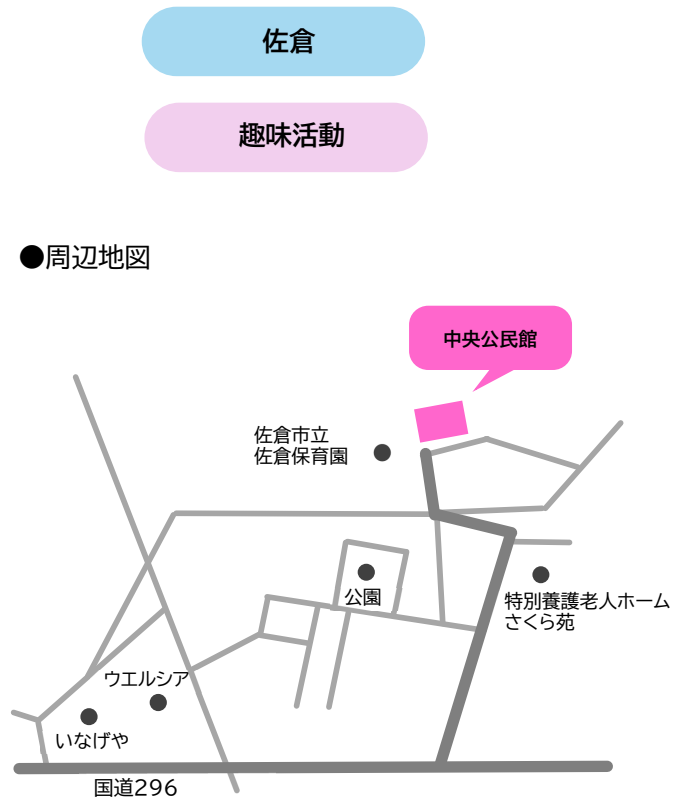 佐倉
趣味活動
●周辺地図
中央公民館
佐倉市立
佐倉保育園
公園
特別養護老人ホーム
さくら苑
ウエルシア
いなげや
国道296